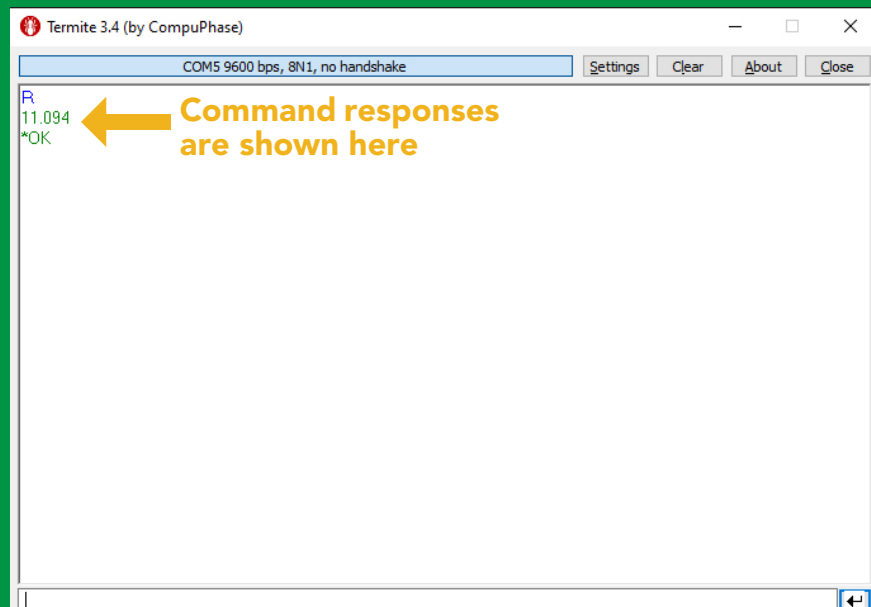 Termite 3.4 (by CompuPhase)
COM5 9600 bps, 8N1, no handshake
Settings
Clear
About
Close
R
11.094
*OK
Command responses
are shown here